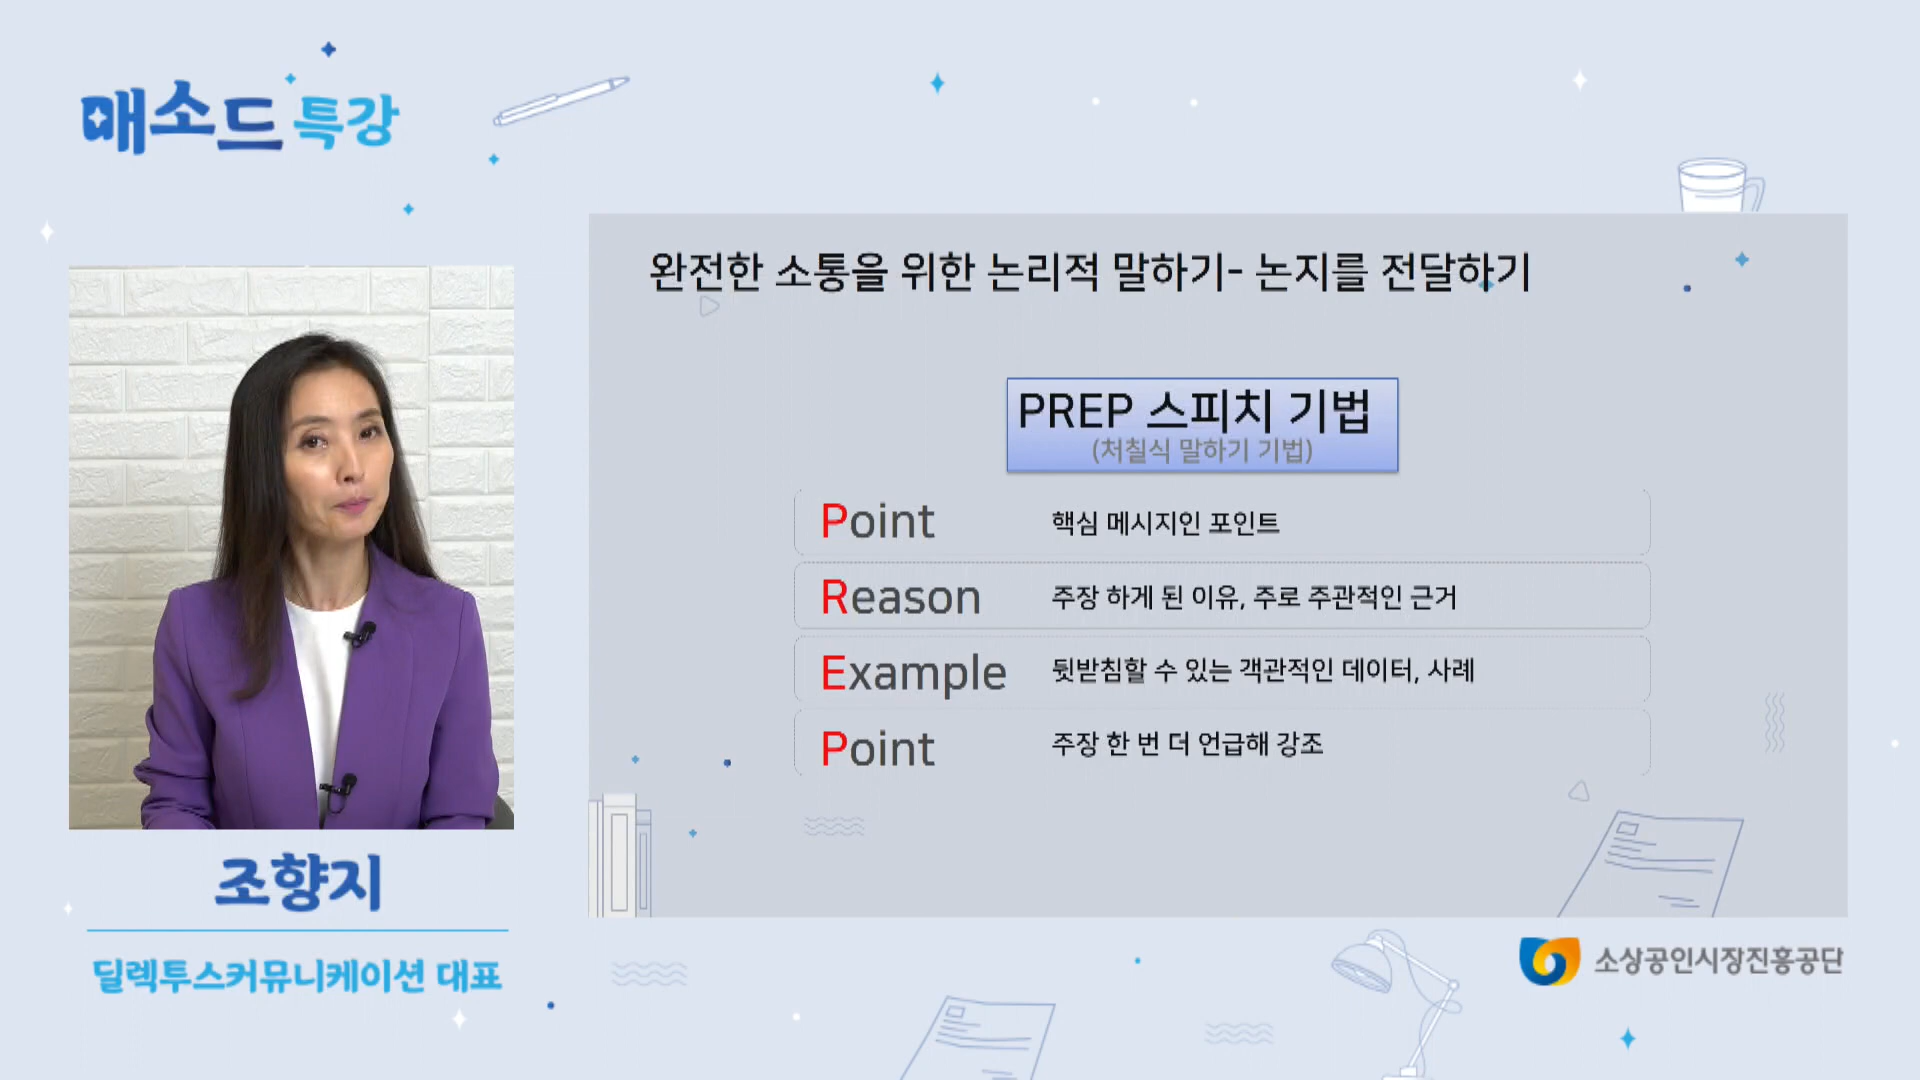 매소드 특강
완전한 소통을 위한 논리적 말하기- 논지를 전달하기
PREP 스피치 기법
(처칠식 말하기 기법)
Point 핵심 메시지인 포인트
Reason 주장 하게 된 이유, 주로 주관적인 근거
Example 뒷받침할 수 있는 객관적인 데이터, 사례
Point 주장 한 번 더 언급해 강조
조향지
딜렉투스커뮤니케이션 대표
소상공인시장진흥공단